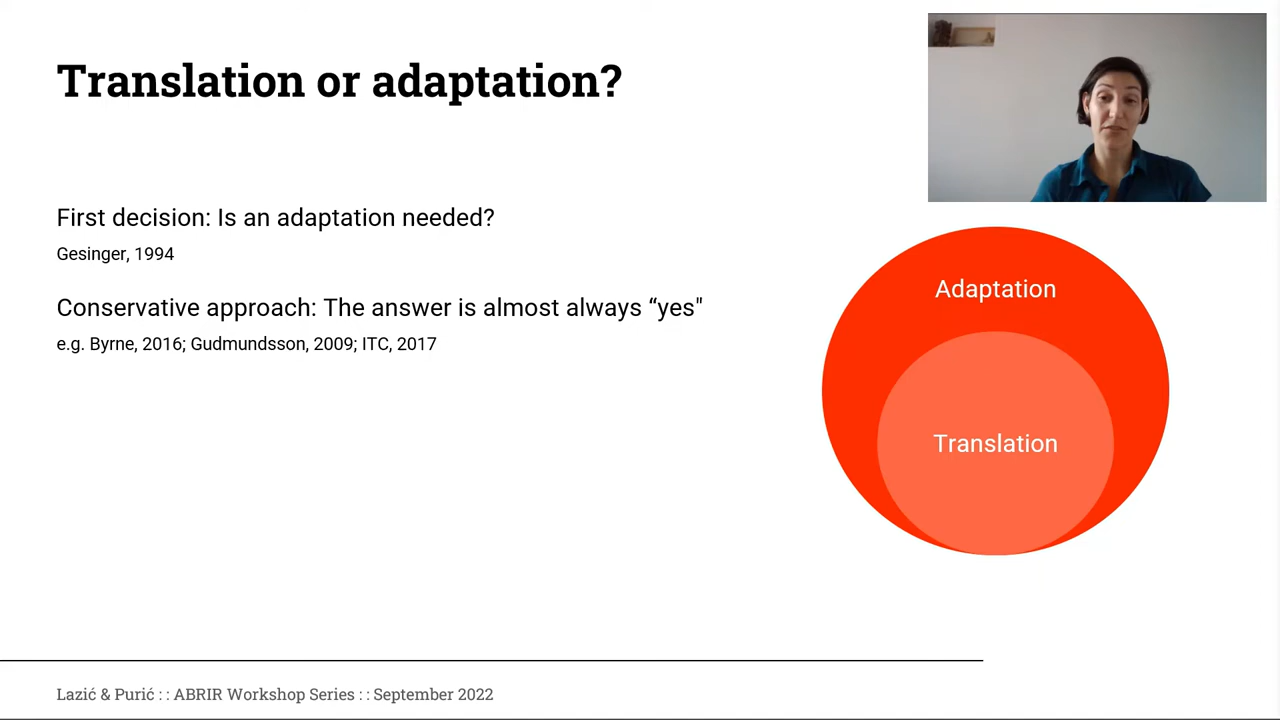 Translation or adaptation?
First decision: Is an adaptation needed?
Gesinger, 1994
Conservative approach: The answer is almost always “yes"
e.g. Byrne, 2016; Gudmundsson, 2009; ITC, 2017
Adaptation
Translation
Lazić & Purić : : ABRIR Workshop Series : : September 2022